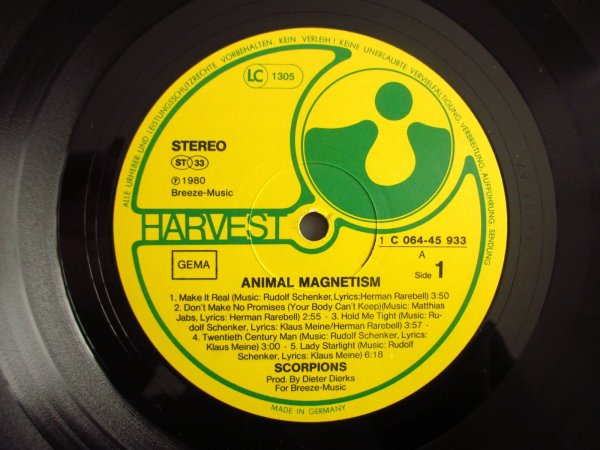 ALLE URHEBER UND LEISTUNGSSCHUTZRECHTE VORBEHALTEN. KEIN VERLEIH! KEINE UNERLAUBTE VERVIELFÄLTIGUNG, VERBREITUNG, AUFFÜHRUNG, SENDUNG
LC 1305
STEREO
ST 33
℗ 1980
Breeze-Music
HARVEST
1 C 064-45 933
GEMA
A
Side 1
ANIMAL MAGNETISM
1. Make It Real (Music: Rudolf Schenker, Lyrics:Herman Rarebell) 3:50
2. Don't Make No Promises (Your Body Can't Keep)(Music: Matthias
Jabs, Lyrics: Herman Rarebell) 2:55 · 3. Hold Me Tight (Music: Ru-
dolf Schenker, Lyrics: Klaus Meine/Herman Rarebell) 3:57 ·
4. Twentieth Century Man (Music: Rudolf Schenker, Lyrics:
Klaus Meine) 3:00 · 5. Lady Starlight (Music: Rudolf
Schenker, Lyrics: Klaus Meine) 6:18
SCORPIONS
Prod. By Dieter Dierks
For Breeze-Music
MADE IN GERMANY